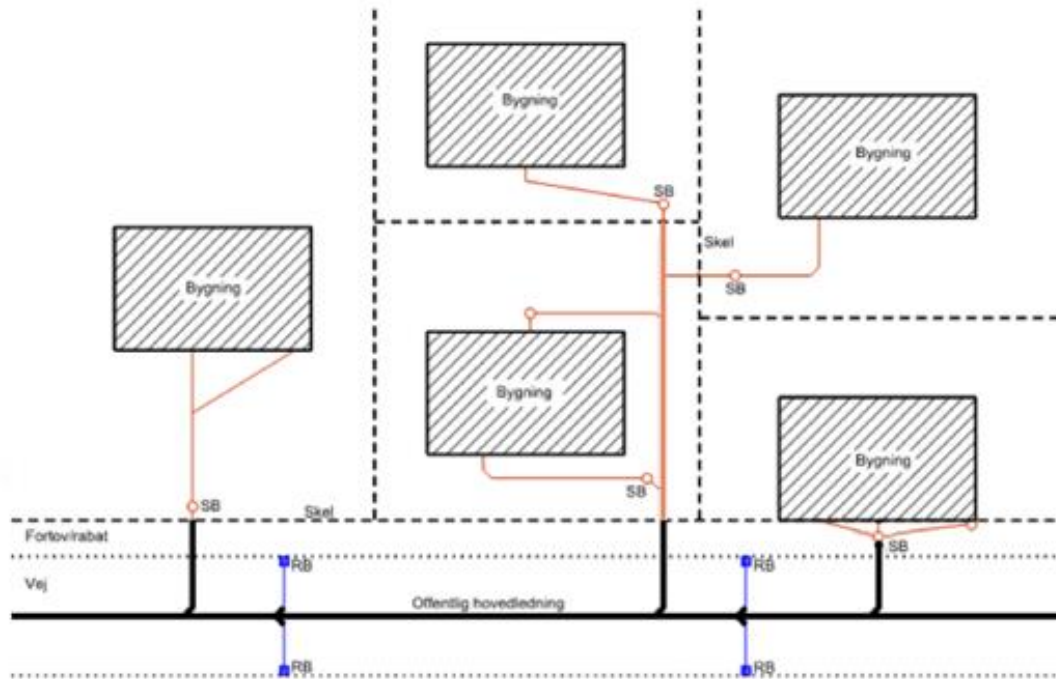 Bygning
Bygning
SB
Skel
SB
Bygning
Bygning
Bygning
SB
SB
Skel
Fortov/rabat
SB
RB
RB
Vej
Offentlig hovedledning
RB
RB